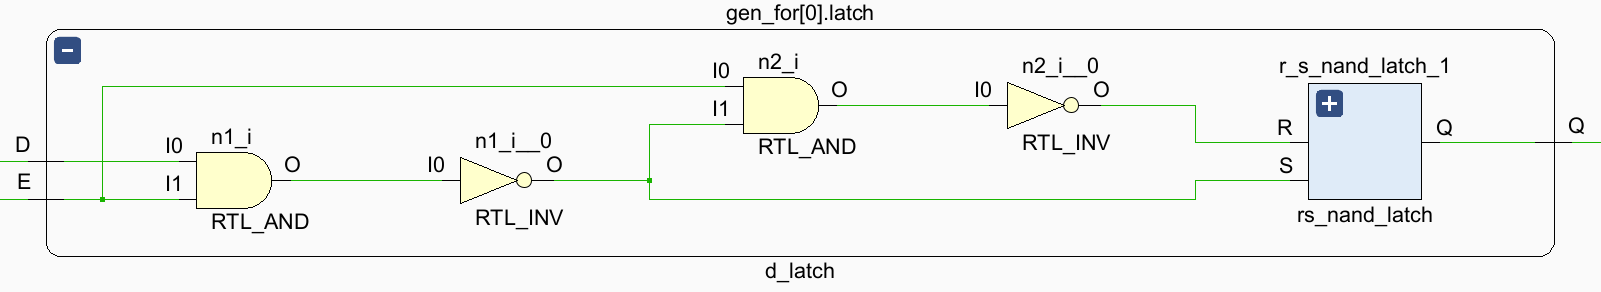 gen_for[0].latch
n2_i
n2_i__0
r_s_nand_latch_1
I0
I0
O
O
I1
n1_i
n1_i__0
R
Q
Q
D
I0
O
I0
O
RTL_AND
RTL_INV
S
E
I1
RTL_AND
RTL_INV
rs_nand_latch
d_latch